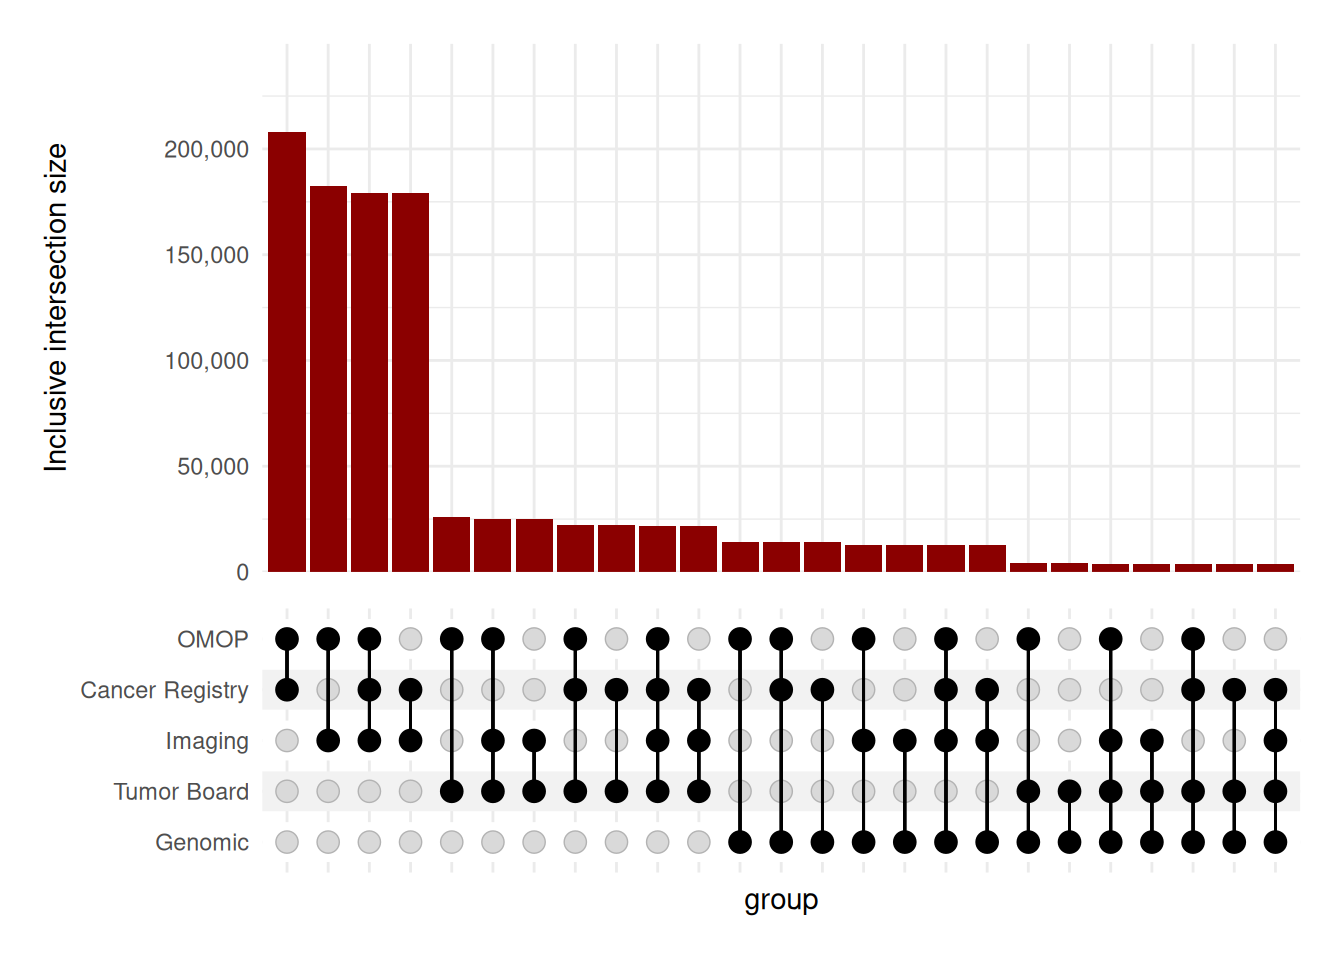 Inclusive intersection size
200,000
150,000
100,000
50,000
0
OMOP
Cancer Registry
Imaging
Tumor Board
Genomic
group